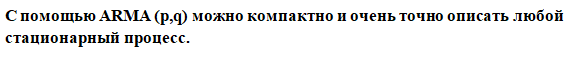 С помощью ARMA (p,q) можно компактно и очень точно описать любой
стационарный процесс.